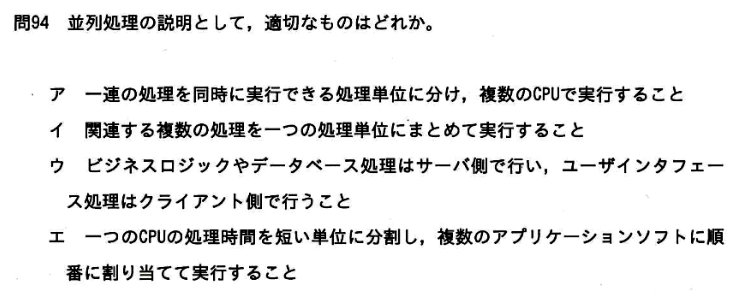 問94 並列処理の説明として，適切なものはどれか。
ア 一連の処理を同時に実行できる処理単位に分け，複数のCPUで実行すること
イ 関連する複数の処理を一つの処理単位にまとめて実行すること
ウ ビジネスロジックやデータベース処理はサーバ側で行い，ユーザインタフェー
ス処理はクライアント側で行うこと
エ 一つのCPUの処理時間を短い単位に分割し，複数のアプリケーションソフトに順
番に割り当てて実行すること